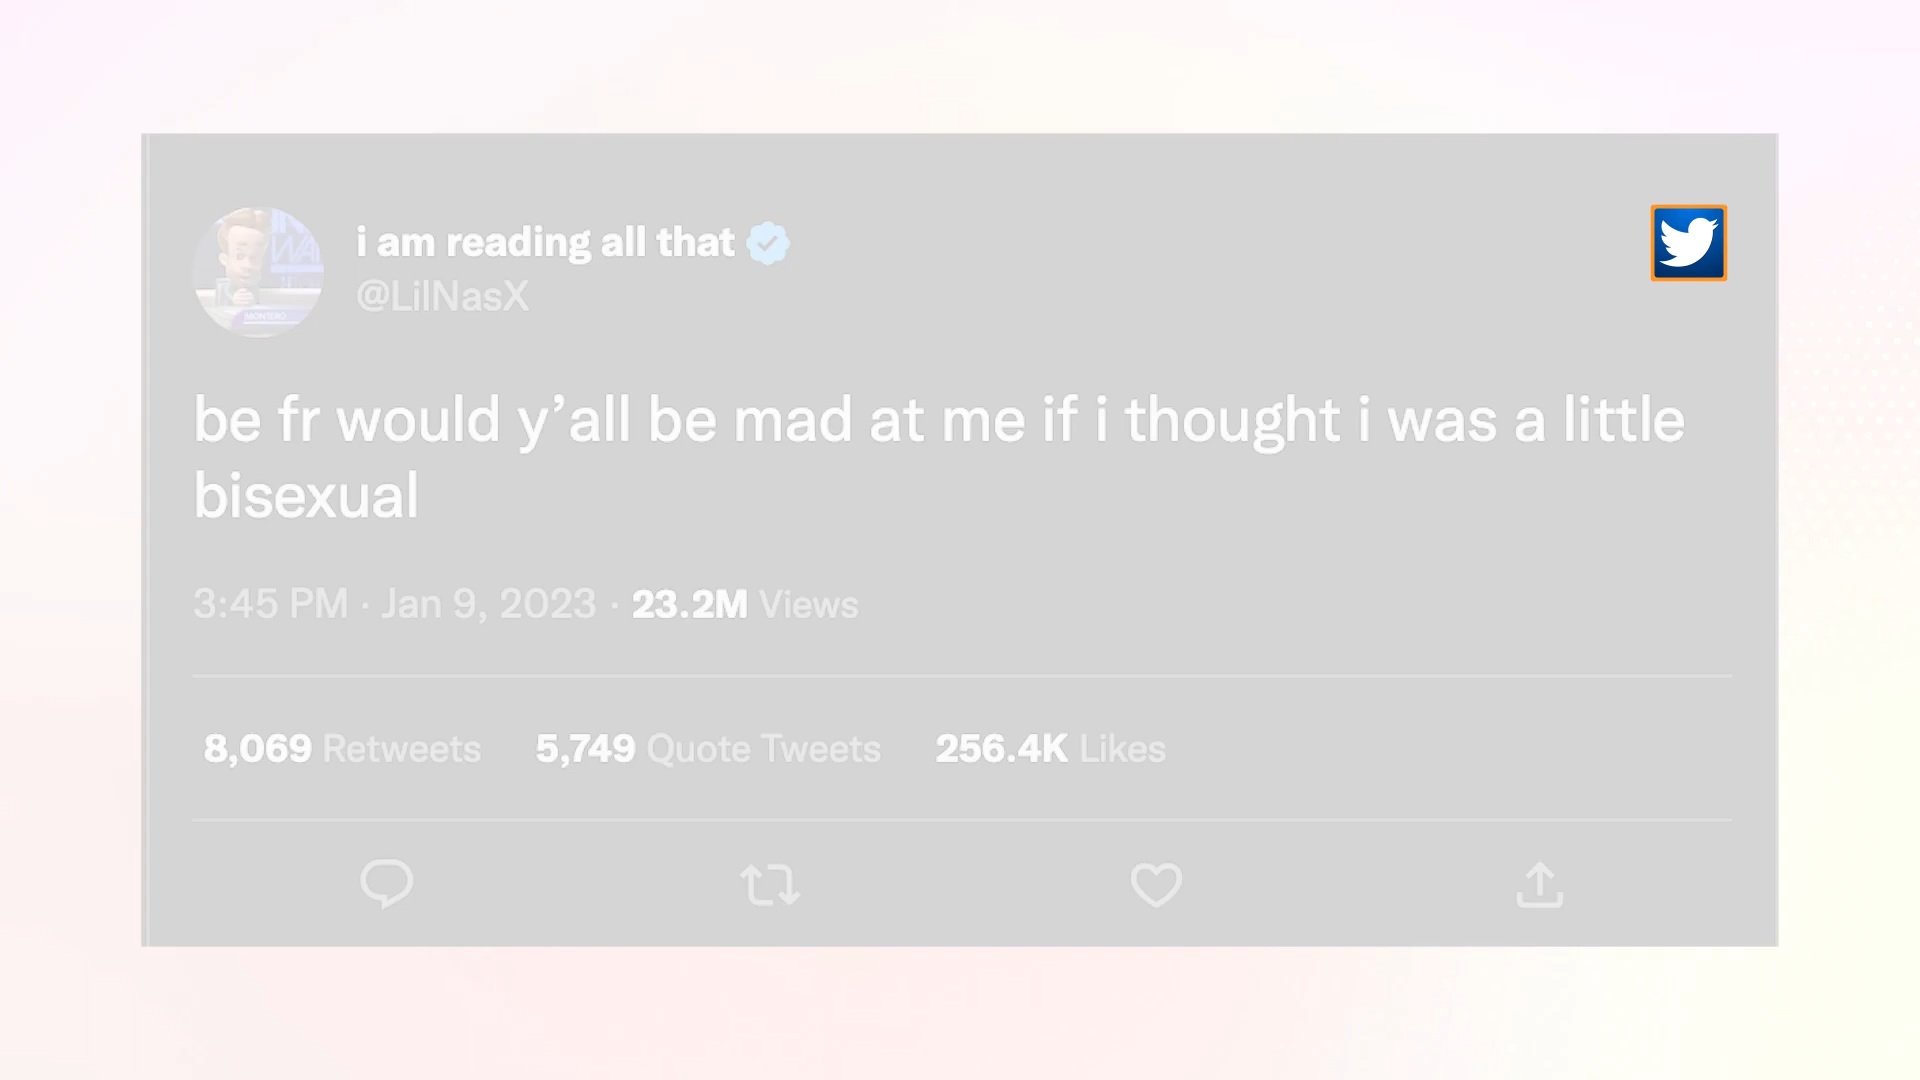 i am reading all that
@LilNasX
MONTERO
be fr would y’all be mad at me if i thought i was a little
bisexual
3:45 PM · Jan 9, 2023 · 23.2M Views
8,069 Retweets 5,749 Quote Tweets 256.4K Likes